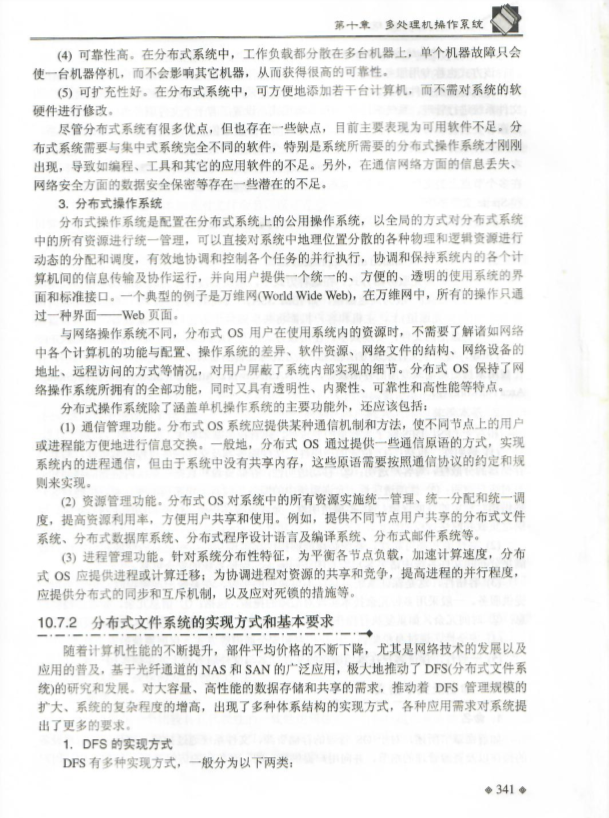 第十章 多处理机操作系统
(4) 可靠性高。在分布式系统中，工作负载都分散在多台机器上，单个机器故障只会
使一台机器停机，而不会影响其它机器，从而获得很高的可靠性。
(5) 可扩充性好。在分布式系统中，可方便地添加若干台计算机，而不需对系统的软
硬件进行修改。
尽管分布式系统有很多优点，但也存在一些缺点，目前主要表现为可用软件不足。分
布式系统需要与集中式系统完全不同的软件，特别是系统所需要的分布式操作系统才刚刚
出现，导致如编程、工具和其它的应用软件的不足。另外，在通信网络方面的信息丢失、
网络安全方面的数据安全保密等存在一些潜在的不足。
3. 分布式操作系统
分布式操作系统是配置在分布式系统上的公用操作系统，以全局的方式对分布式系统
中的所有资源进行统一管理，可以直接对系统中地理位置分散的各种物理和逻辑资源进行
动态的分配和调度，有效地协调和控制各个任务的并行执行，协调和保持系统内的各个计
算机间的信息传输及协作运行，并向用户提供一个统一的、方便的、透明的使用系统的界
面和标准接口。一个典型的例子是万维网(World Wide Web)，在万维网中，所有的操作只通
过一种界面——Web 页面。
与网络操作系统不同，分布式 OS 用户在使用系统内的资源时，不需要了解诸如网络
中各个计算机的功能与配置、操作系统的差异、软件资源、网络文件的结构、网络设备的
地址、远程访问的方式等情况，对用户屏蔽了系统内部实现的细节。分布式 OS 保持了网
络操作系统所拥有的全部功能，同时又具有透明性、内聚性、可靠性和高性能等特点。
分布式操作系统除了涵盖单机操作系统的主要功能外，还应该包括：
(1) 通信管理功能。分布式 OS 系统应提供某种通信机制和方法，使不同节点上的用户
或进程能方便地进行信息交换。一般地，分布式 OS 通过提供一些通信原语的方式，实现
系统内的进程通信，但由于系统中没有共享内存，这些原语需要按照通信协议的约定和规
则来实现。
(2) 资源管理功能。分布式 OS 对系统中的所有资源实施统一管理、统一分配和统一调
度，提高资源利用率，方便用户共享和使用。例如，提供不同节点用户共享的分布式文件
系统、分布式数据库系统、分布式程序设计语言及编译系统、分布式邮件系统等。
(3) 进程管理功能。针对系统分布性特征，为平衡各节点负载，加速计算速度，分布
式 OS 应提供进程或计算迁移；为协调进程对资源的共享和竞争，提高进程的并行程度，
应提供分布式的同步和互斥机制，以及应对死锁的措施等。
10.7.2 分布式文件系统的实现方式和基本要求
随着计算机性能的不断提升，部件平均价格的不断下降，尤其是网络技术的发展以及
应用的普及，基于光纤通道的 NAS 和 SAN 的广泛应用，极大地推动了 DFS(分布式文件系
统)的研究和发展。对大容量、高性能的数据存储和共享的需求，推动着 DFS 管理规模的
扩大、系统的复杂程度的增高，出现了多种体系结构的实现方式，各种应用需求对系统提
出了更多的要求。
1. DFS 的实现方式
DFS 有多种实现方式，一般分为以下两类：
341